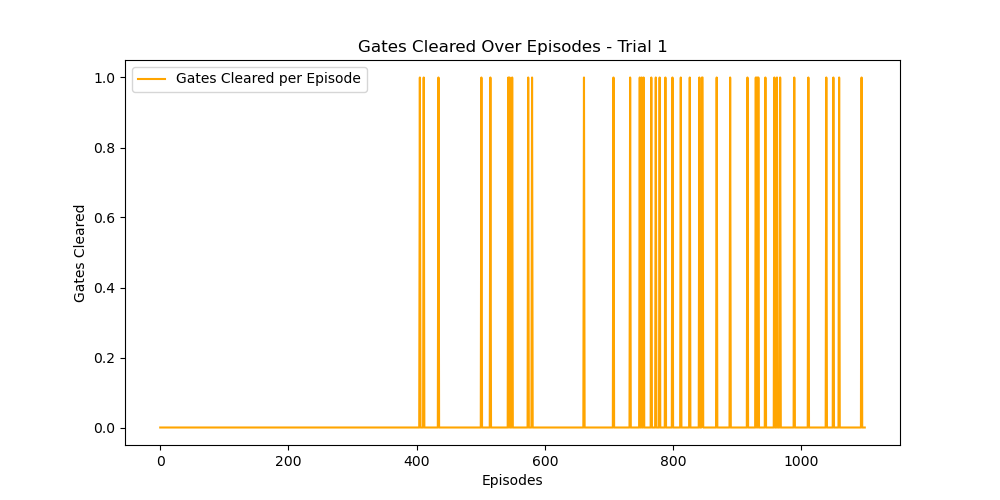 Gates Cleared Over Episodes - Trial 1
Gates Cleared per Episode
1.0
0.8
0.6
0.4
0.2
0.0
Gates Cleared
0 200 400 600 800 1000
Episodes